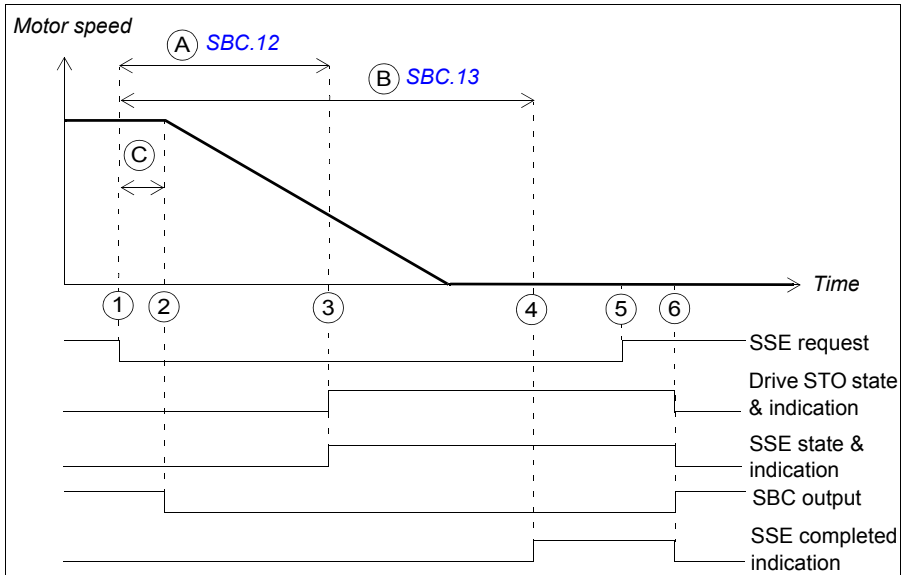 Motor speed
A SBC.12
B SBC.13
C
Time
1 2 3 4 5 6
SSE request
Drive STO state
& indication
SSE state &
indication
SBC output
SSE completed
indication